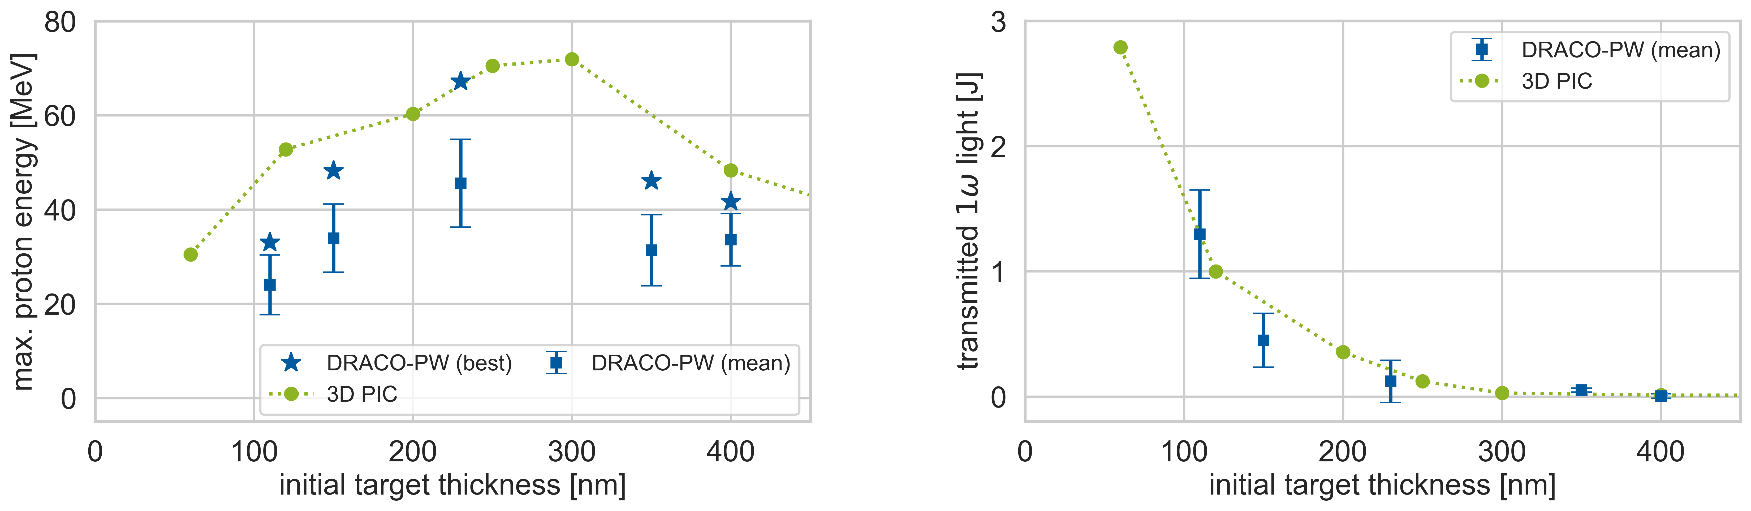 80
60
40
20
0
max. proton energy [MeV]
DRACO-PW (best)
DRACO-PW (mean)
3D PIC
0 100 200 300 400
initial target thickness [nm]
3
2
1
0
transmitted 1ω light [J]
DRACO-PW (mean)
3D PIC
0 100 200 300 400
initial target thickness [nm]